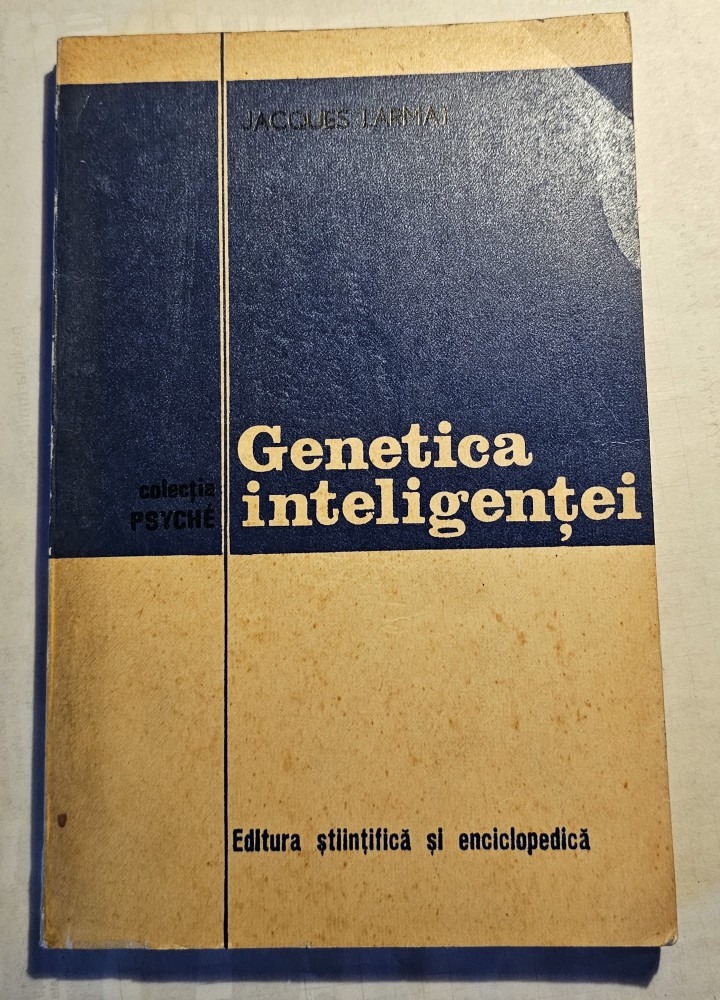 JACQUES LARMAT
Genetica
inteligenței
colecția
PSYCHÉ
Editura științifică și enciclopedică